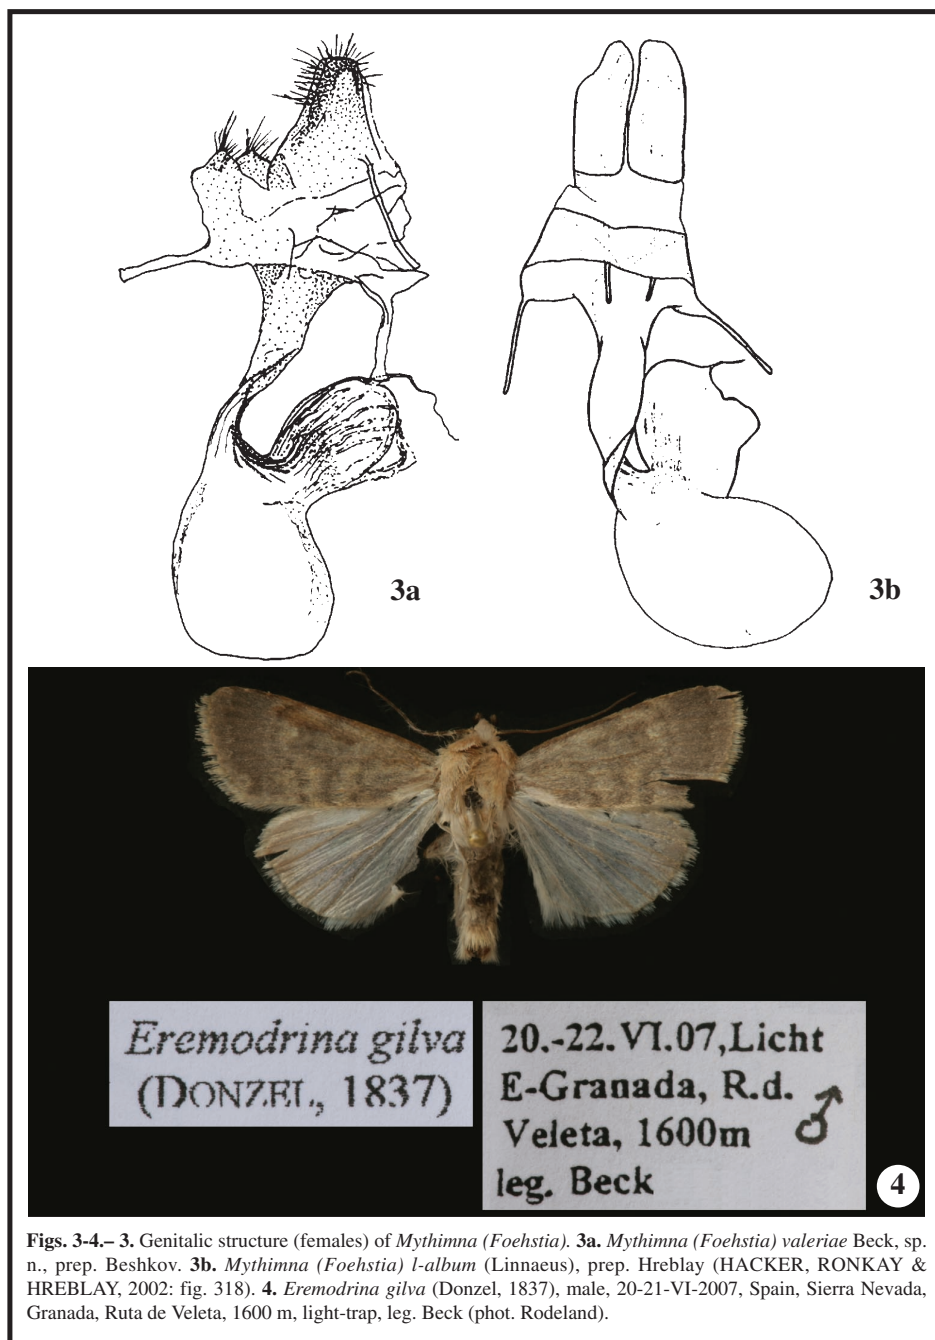 3a
3b
Eremodrina gilva
(DONZEL, 1837)
20.-22.VI.07,Licht
E-Granada, R.d.
Veleta, 1600m ♂
leg. Beck
4
Figs. 3-4.– 3. Genitalic structure (females) of Mythimna (Foehstia). 3a. Mythimna (Foehstia) valeriae Beck, sp.
n., prep. Beshkov. 3b. Mythimna (Foehstia) l-album (Linnaeus), prep. Hreblay (HACKER, RONKAY &
HREBLAY, 2002: fig. 318). 4. Eremodrina gilva (Donzel, 1837), male, 20-21-VI-2007, Spain, Sierra Nevada,
Granada, Ruta de Veleta, 1600 m, light-trap, leg. Beck (phot. Rodeland).